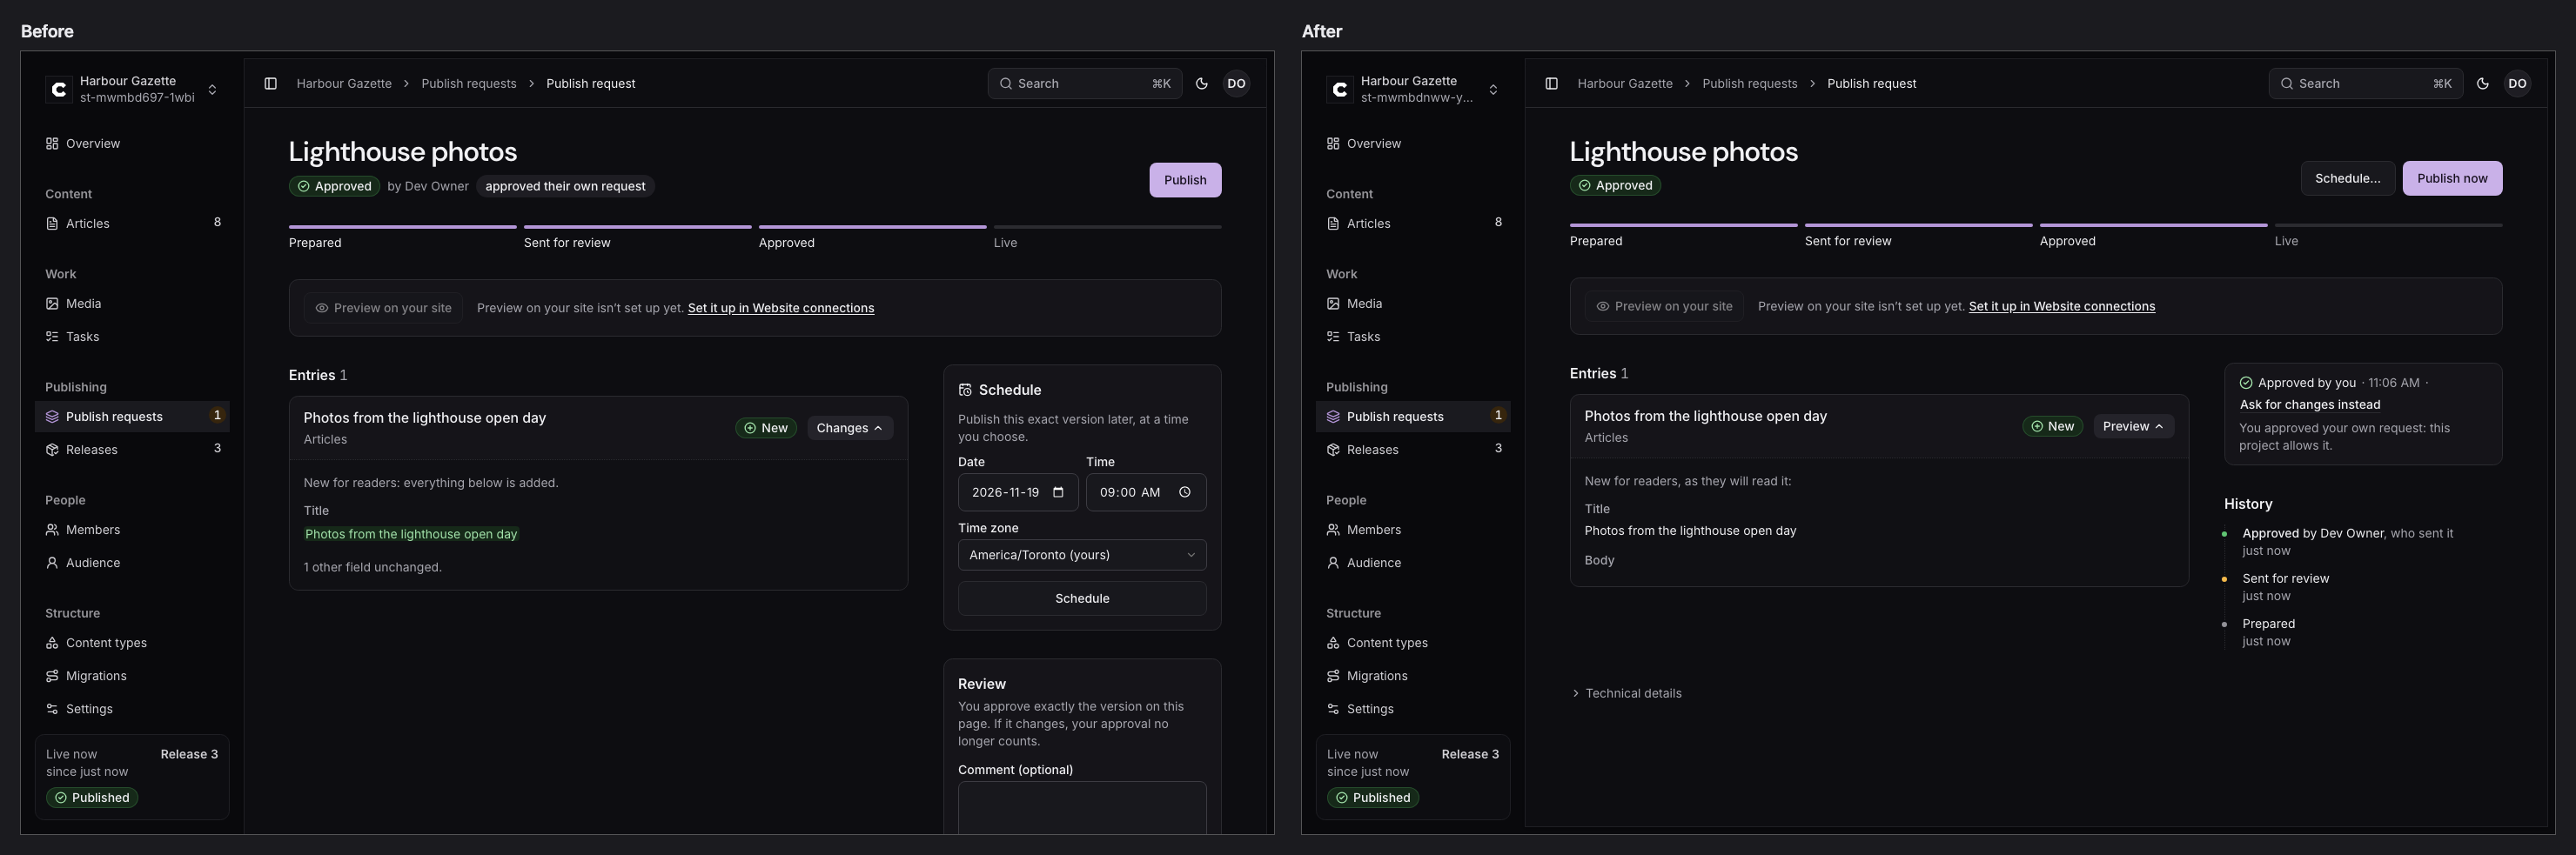 Before
Harbour Gazette
st-mwmbd697-1wbi
Overview
Content
Articles 8
Work
Media
Tasks
Publishing
Publish requests 1
Releases 3
People
Members
Audience
Structure
Content types
Migrations
Settings
Live now Release 3
since just now
Published
Harbour Gazette > Publish requests > Publish request
Search ⌘K
DO
Lighthouse photos
Approved by Dev Owner approved their own request
Publish
Prepared Sent for review Approved Live
Preview on your site Preview on your site isn't set up yet. Set it up in Website connections
Entries 1
Photos from the lighthouse open day
Articles
New Changes
New for readers: everything below is added.
Title
Photos from the lighthouse open day
1 other field unchanged.
Schedule
Publish this exact version later, at a time
you choose.
Date Time
2026-11-19 09:00 AM
Time zone
America/Toronto (yours)
Schedule
Review
You approve exactly the version on this
page. If it changes, your approval no
longer counts.
Comment (optional)
After
Harbour Gazette
st-mwmbdnww-y...
Overview
Content
Articles 8
Work
Media
Tasks
Publishing
Publish requests 1
Releases 3
People
Members
Audience
Structure
Content types
Migrations
Settings
Live now Release 3
since just now
Published
Harbour Gazette > Publish requests > Publish request
Search ⌘K
DO
Lighthouse photos
Approved
Schedule... Publish now
Prepared Sent for review Approved Live
Preview on your site Preview on your site isn't set up yet. Set it up in Website connections
Entries 1
Photos from the lighthouse open day
Articles
New Preview
New for readers, as they will read it:
Title
Photos from the lighthouse open day
Body
Approved by you · 11:06 AM ·
Ask for changes instead
You approved your own request: this
project allows it.
History
Approved by Dev Owner, who sent it
just now
Sent for review
just now
Prepared
just now
Technical details